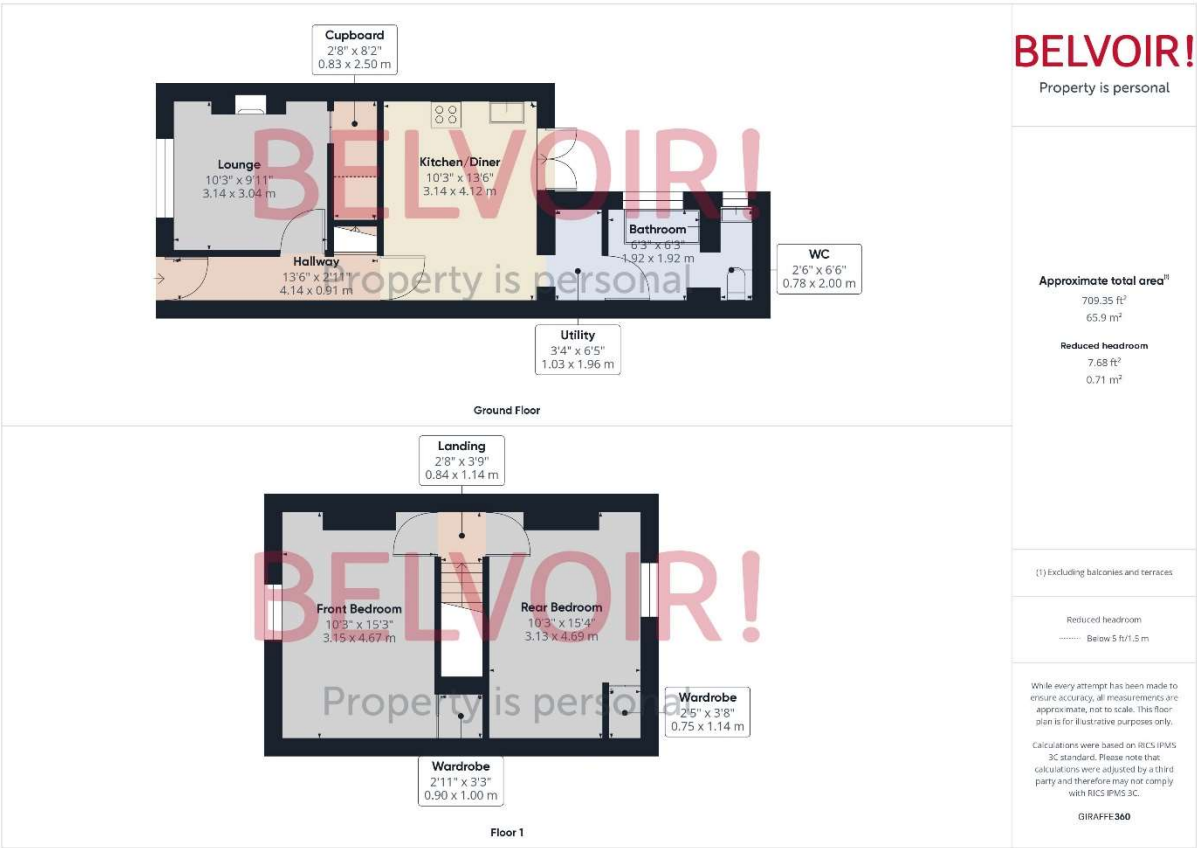 Cupboard
2'8" x 8'2"
0.83 x 2.50 m
Lounge
10'3" x 9'11"
3.14 x 3.04 m
Kitchen/Diner
10'3" x 13'6"
3.14 x 4.12 m
Bathroom
6'3" x 6'3"
1.92 x 1.92 m
WC
2'6" x 6'6"
0.78 x 2.00 m
Hallway
13'6" x 2'11"
4.14 x 0.91 m
Utility
3'4" x 6'5"
1.03 x 1.96 m
BELVOIR!
Property is personal
Ground Floor
Landing
2'8" x 3'9"
0.84 x 1.14 m
Front Bedroom
10'3" x 15'3"
3.15 x 4.67 m
Rear Bedroom
10'3" x 15'4"
3.13 x 4.69 m
Wardrobe
2'5" x 3'8"
0.75 x 1.14 m
Wardrobe
2'11" x 3'3"
0.90 x 1.00 m
BELVOIR!
Property is personal
Floor 1
BELVOIR!
Property is personal
Approximate total area(1)
709.35 ft²
65.9 m²
Reduced headroom
7.68 ft²
0.71 m²
(1) Excluding balconies and terraces
Reduced headroom
Below 5 ft/1.5 m
While every attempt has been made to
ensure accuracy, all measurements are
approximate, not to scale. This floor
plan is for illustrative purposes only.
Calculations were based on RICS IPMS
3C standard. Please note that
calculations were adjusted by a third
party and therefore may not comply
with RICS IPMS 3C.
GIRAFFE360